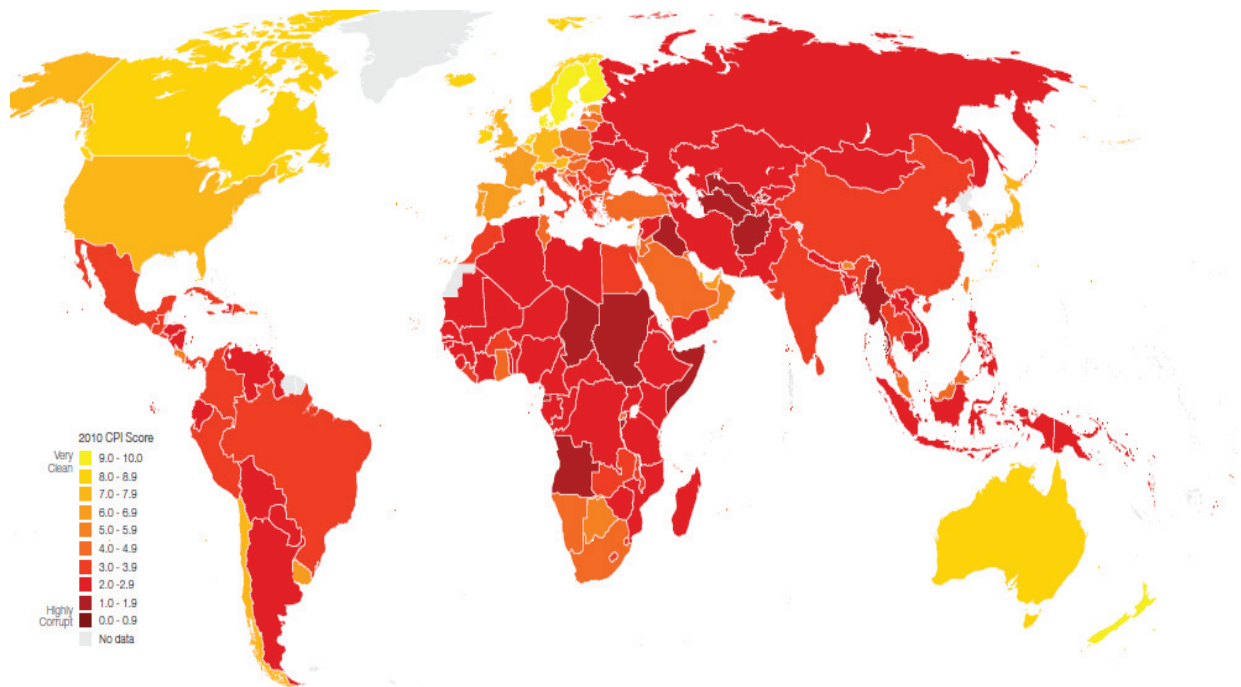 2010 CPI Score
Very
Clean
9.0 - 10.0
8.0 - 8.9
7.0 - 7.9
6.0 - 6.9
5.0 - 5.9
4.0 - 4.9
3.0 - 3.9
2.0 -2.9
1.0 - 1.9
Highly
Corrupt
0.0 - 0.9
No data